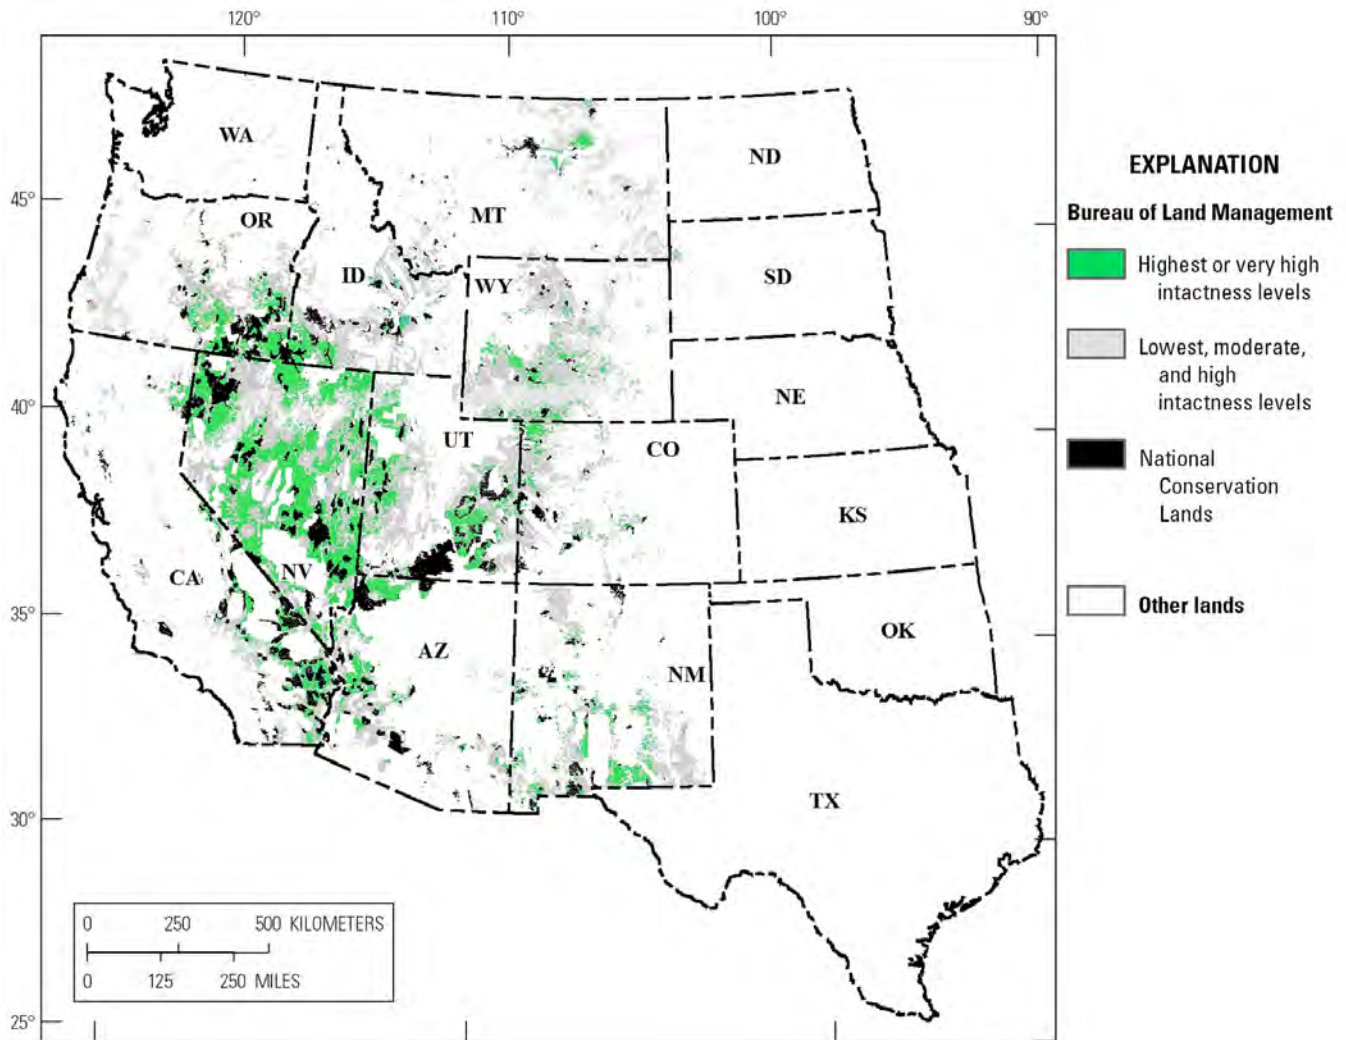 120° 110° 100° 90°
WA
ND
EXPLANATION
45°
OR
MT
Bureau of Land Management
ID
WY
SD
Highest or very high
intactness levels
Lowest, moderate,
and high
intactness levels
40°
NE
UT
CO
National
Conservation
Lands
KS
CA
NV
Other lands
35°
OK
AZ
NM
TX
30°
0 250 500 KILOMETERS
0 125 250 MILES
25°